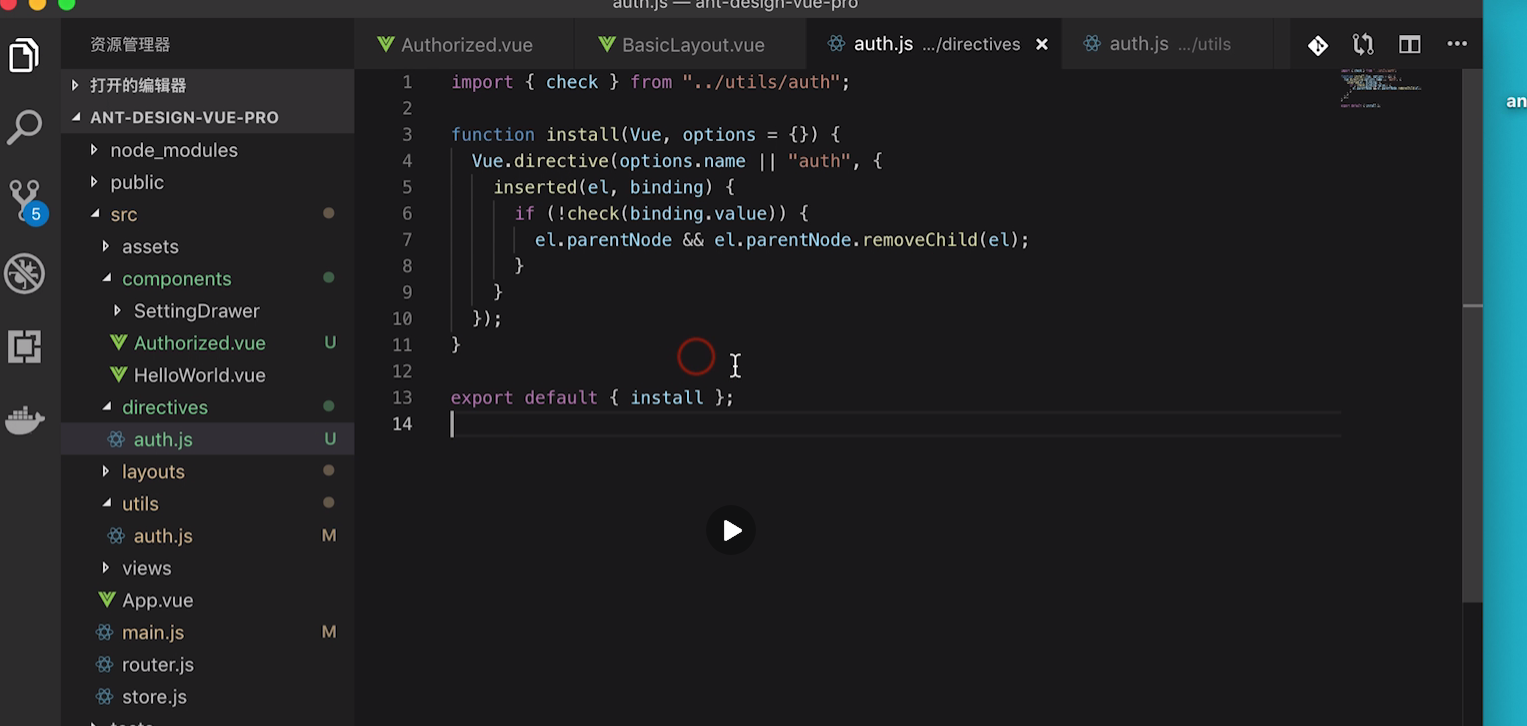 auth.js — ant-design-vue-pro
资源管理器
打开的编辑器
ANT-DESIGN-VUE-PRO
node_modules
public
src
assets
components
SettingDrawer
Authorized.vue U
HelloWorld.vue
directives
auth.js U
layouts
utils
auth.js M
views
App.vue
main.js M
router.js
store.js
tests
5
Authorized.vue
BasicLayout.vue
auth.js .../directives
auth.js .../utils
1 import { check } from "../utils/auth";
2
3 function install(Vue, options = {}) {
4 Vue.directive(options.name || "auth", {
5 inserted(el, binding) {
6 if (!check(binding.value)) {
7 el.parentNode && el.parentNode.removeChild(el);
8 }
9 }
10 });
11 }
12
13 export default { install };
14
an